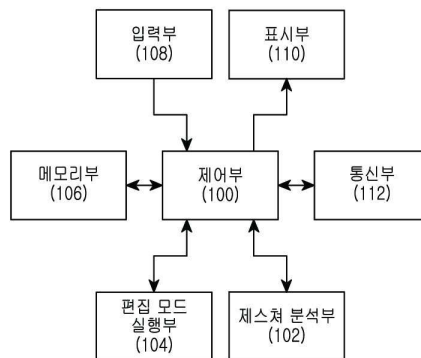 입력부
(108)
표시부
(110)
메모리부
(106)
제어부
(100)
통신부
(112)
편집 모드
실행부
(104)
제스쳐 분석부
(102)